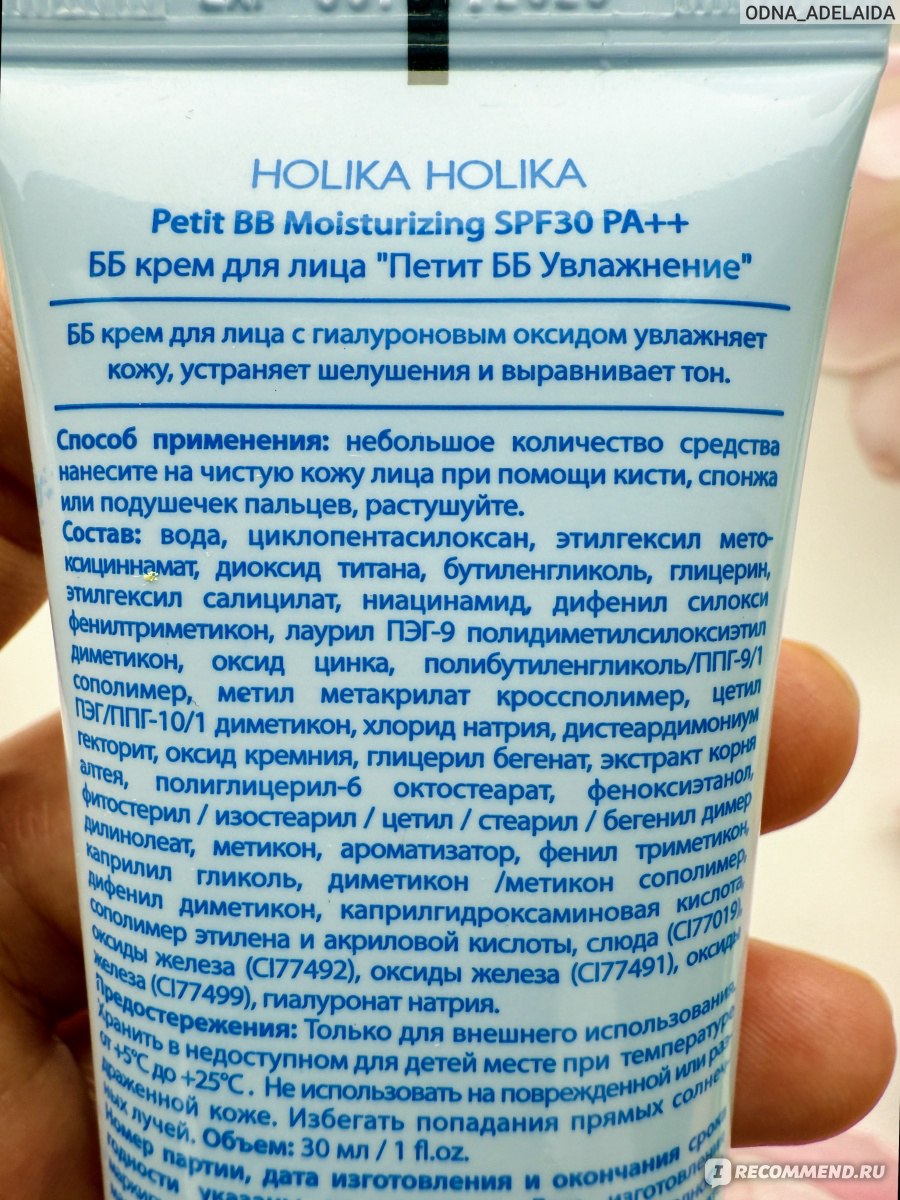 ODNA_ADELAIDA
HOLIKA HOLIKA
Petit BB Moisturizing SPF30 PA++
ББ крем для лица "Петит ББ Увлажнение"
ББ крем для лица с гиалуроновым оксидом увлажняет
кожу, устраняет шелушения и выравнивает тон.
Способ применения: небольшое количество средства
нанесите на чистую кожу лица при помощи кисти, спонжа
или подушечек пальцев, растушуйте.
Состав: вода, циклопентасилоксан, этилгексил мето-
ксициннамат, диоксид титана, бутиленгликоль, глицерин,
этилгексил салицилат, ниацинамид, дифенил силокси
фенилтриметикон, лаурил ПЭГ-9 полидиметилсилоксиэтил
диметикон, оксид цинка, полибутиленгликоль/ППГ-9/1
сополимер, метил метакрилат кроссполимер, цетил
ПЭГ/ППГ-10/1 диметикон, хлорид натрия, дистеардимониум
гекторит, оксид кремния, глицерил бегенат, экстракт корня
алтея, полиглицерил-6 октостеарат, феноксиэтанол,
фитостерил / изостеарил / цетил / стеарил / бегенил димер
дилинолеат, метикон, ароматизатор, фенил триметикон,
каприлил гликоль, диметикон /метикон сополимер,
дифенил диметикон, каприлгидроксаминовая кислота,
сополимер этилена и акриловой кислоты, слюда (CI77019),
оксиды железа (CI77492), оксиды железа (CI77491), оксиды
железа (CI77499), гиалуронат натрия.
Предостережения: Только для внешнего использования.
Хранить в недоступном для детей месте при температуре
от +5°C до +25°C . Не использовать на поврежденной или раз-
драженной коже. Избегать попадания прямых солнеч-
ных лучей. Объем: 30 мл / 1 fl.oz.
Номер партии, дата изготовления и окончания срока
годности изготовления
IRECOMMEND.RU